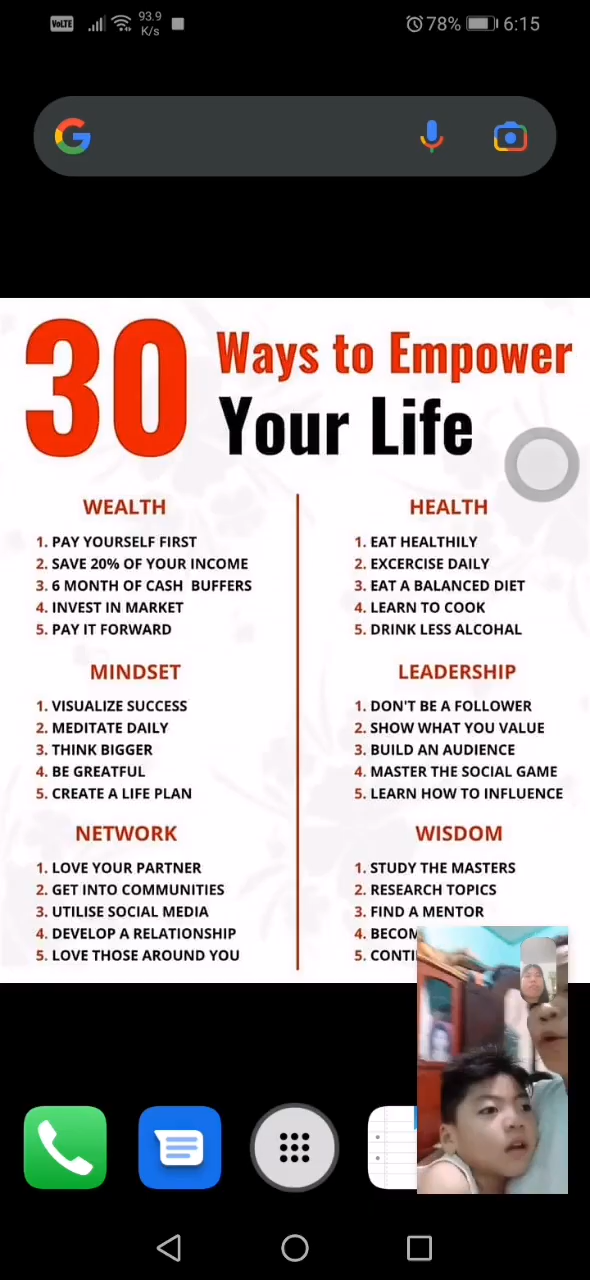 VoLTE 93.9 K/s 78% 6:15
30 Ways to Empower
Your Life
WEALTH
1. PAY YOURSELF FIRST
2. SAVE 20% OF YOUR INCOME
3. 6 MONTH OF CASH BUFFERS
4. INVEST IN MARKET
5. PAY IT FORWARD
HEALTH
1. EAT HEALTHILY
2. EXCERCISE DAILY
3. EAT A BALANCED DIET
4. LEARN TO COOK
5. DRINK LESS ALCOHAL
MINDSET
1. VISUALIZE SUCCESS
2. MEDITATE DAILY
3. THINK BIGGER
4. BE GREATFUL
5. CREATE A LIFE PLAN
LEADERSHIP
1. DON'T BE A FOLLOWER
2. SHOW WHAT YOU VALUE
3. BUILD AN AUDIENCE
4. MASTER THE SOCIAL GAME
5. LEARN HOW TO INFLUENCE
NETWORK
1. LOVE YOUR PARTNER
2. GET INTO COMMUNITIES
3. UTILISE SOCIAL MEDIA
4. DEVELOP A RELATIONSHIP
5. LOVE THOSE AROUND YOU
WISDOM
1. STUDY THE MASTERS
2. RESEARCH TOPICS
3. FIND A MENTOR
4. BECOM
5. CONTI